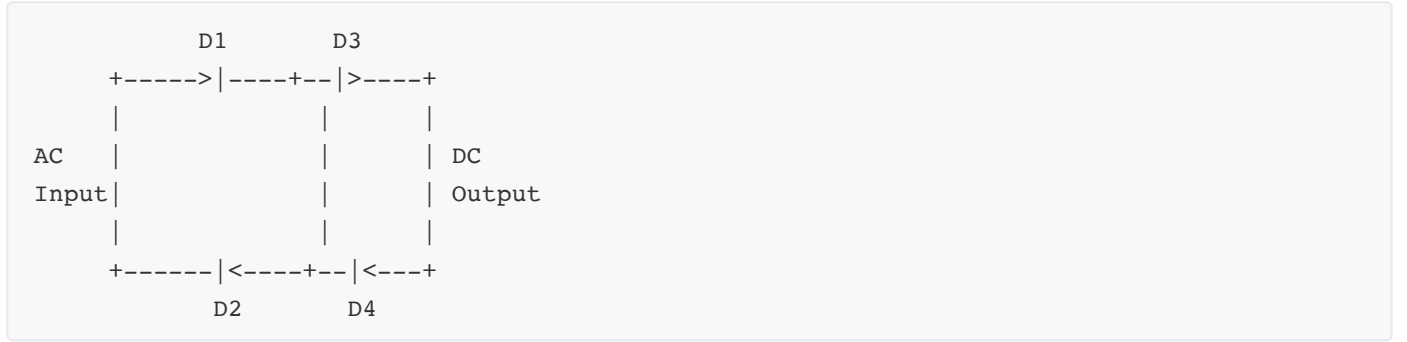 D1 D3
+----->|----+--|>----+
| | |
AC | | | DC
Input| | | Output
| | |
+------|<----+--|<---+
D2 D4